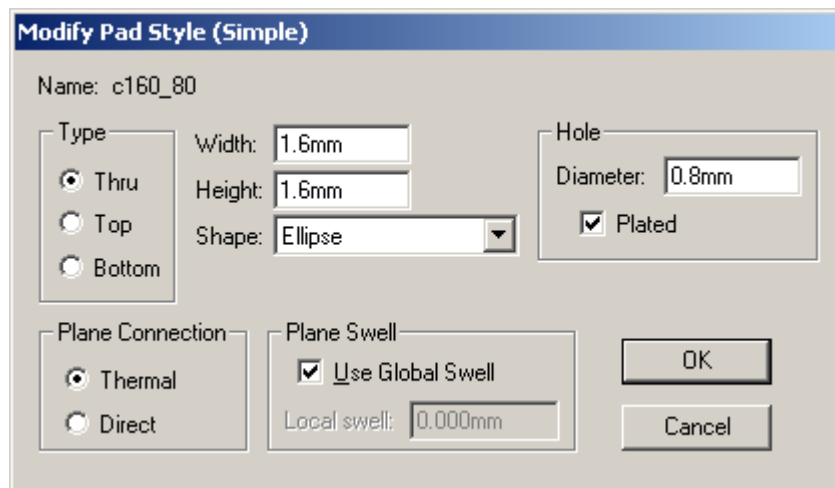 Modify Pad Style (Simple)
Name: c160_80
Type
Thru
Top
Bottom
Width: 1.6mm
Height: 1.6mm
Shape: Ellipse
Hole
Diameter: 0.8mm
Plated
Plane Connection
Thermal
Direct
Plane Swell
Use Global Swell
Local swell: 0.000mm
OK
Cancel